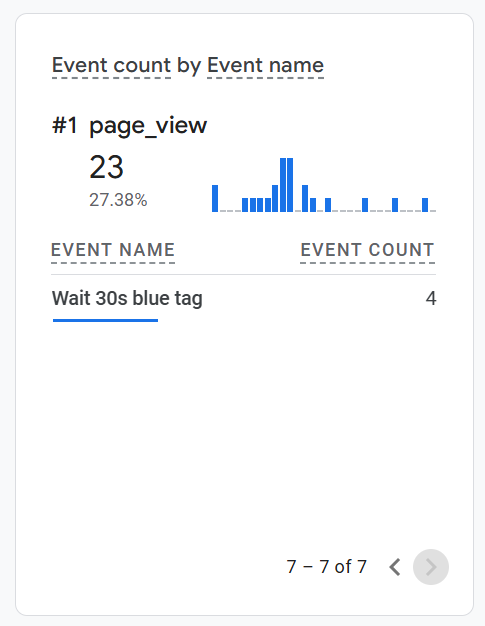 Event count by Event name
#1 page_view
23
27.38%
EVENT NAME EVENT COUNT
Wait 30s blue tag 4
7 – 7 of 7